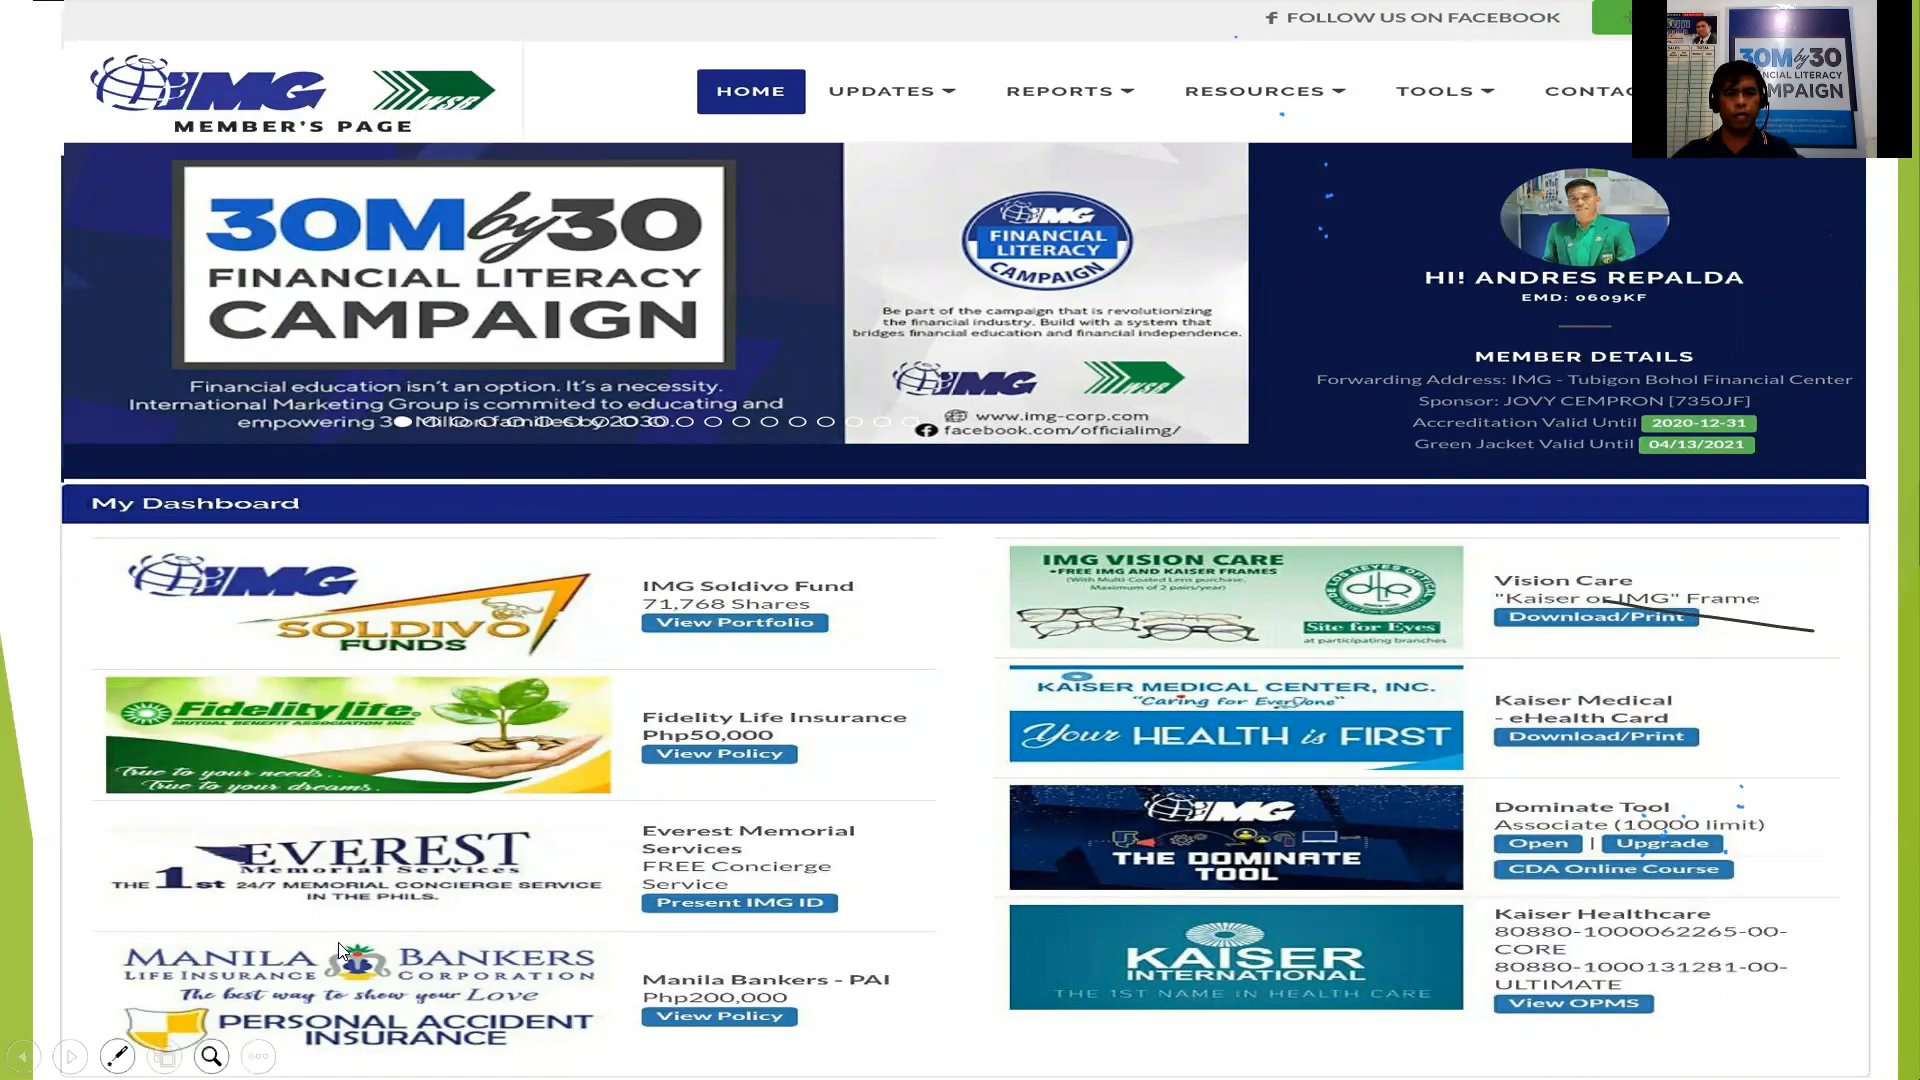 FOLLOW US ON FACEBOOK
IMG WSB
MEMBER'S PAGE
HOME
UPDATES
REPORTS
RESOURCES
TOOLS
30M by 30
FINANCIAL LITERACY
CAMPAIGN
Financial education isn't an option. It's a necessity.
International Marketing Group is commited to educating and
empowering 30 Million families by 2030.
IMG
FINANCIAL
LITERACY
CAMPAIGN
Be part of the campaign that is revolutionizing
the financial industry. Build with a system that
bridges financial education and financial independence.
IMG WSB
www.img-corp.com
facebook.com/officialimg/
30M by 30
HI! ANDRES REPALDA
EMD: 0609KF
MEMBER DETAILS
Forwarding Address: IMG - Tubigon Bohol Financial Center
Sponsor: JOVY CEMPRON [7350JF]
Accreditation Valid Until 2020-12-31
Green Jacket Valid Until 04/13/2021
My Dashboard
IMG
SOLDIVO
FUNDS
IMG Soldivo Fund
71,768 Shares
View Portfolio
Fidelity life.
MUTUAL BENEFIT ASSOCIATION INC.
True to your needs...
True to your dreams.
Fidelity Life Insurance
Php50,000
View Policy
EVEREST
Memorial Services
THE 1st 24/7 MEMORIAL CONCIERGE SERVICE
IN THE PHILS.
Everest Memorial
Services
FREE Concierge
Service
Present IMG ID
MANILA BANKERS
LIFE INSURANCE CORPORATION
The best way to show your Love
PERSONAL ACCIDENT
INSURANCE
Manila Bankers - PAI
Php200,000
View Policy
IMG VISION CARE
•FREE IMG AND KAISER FRAMES
(With Multi-Coated Lens purchase,
Maximum of 2 pairs/year)
Site for Eyes
at participating branches
Vision Care
"Kaiser or IMG" Frame
Download/Print
KAISER MEDICAL CENTER, INC.
"Caring for Everyone"
Your HEALTH is FIRST
Kaiser Medical
- eHealth Card
Download/Print
IMG
THE DOMINATE
TOOL
Dominate Tool
Associate (10000 limit)
Open | Upgrade
CDA Online Course
KAISER
INTERNATIONAL
THE 1ST NAME IN HEALTH CARE
Kaiser Healthcare
80880-1000062265-00-
CORE
80880-1000131281-00-
ULTIMATE
View OPMS